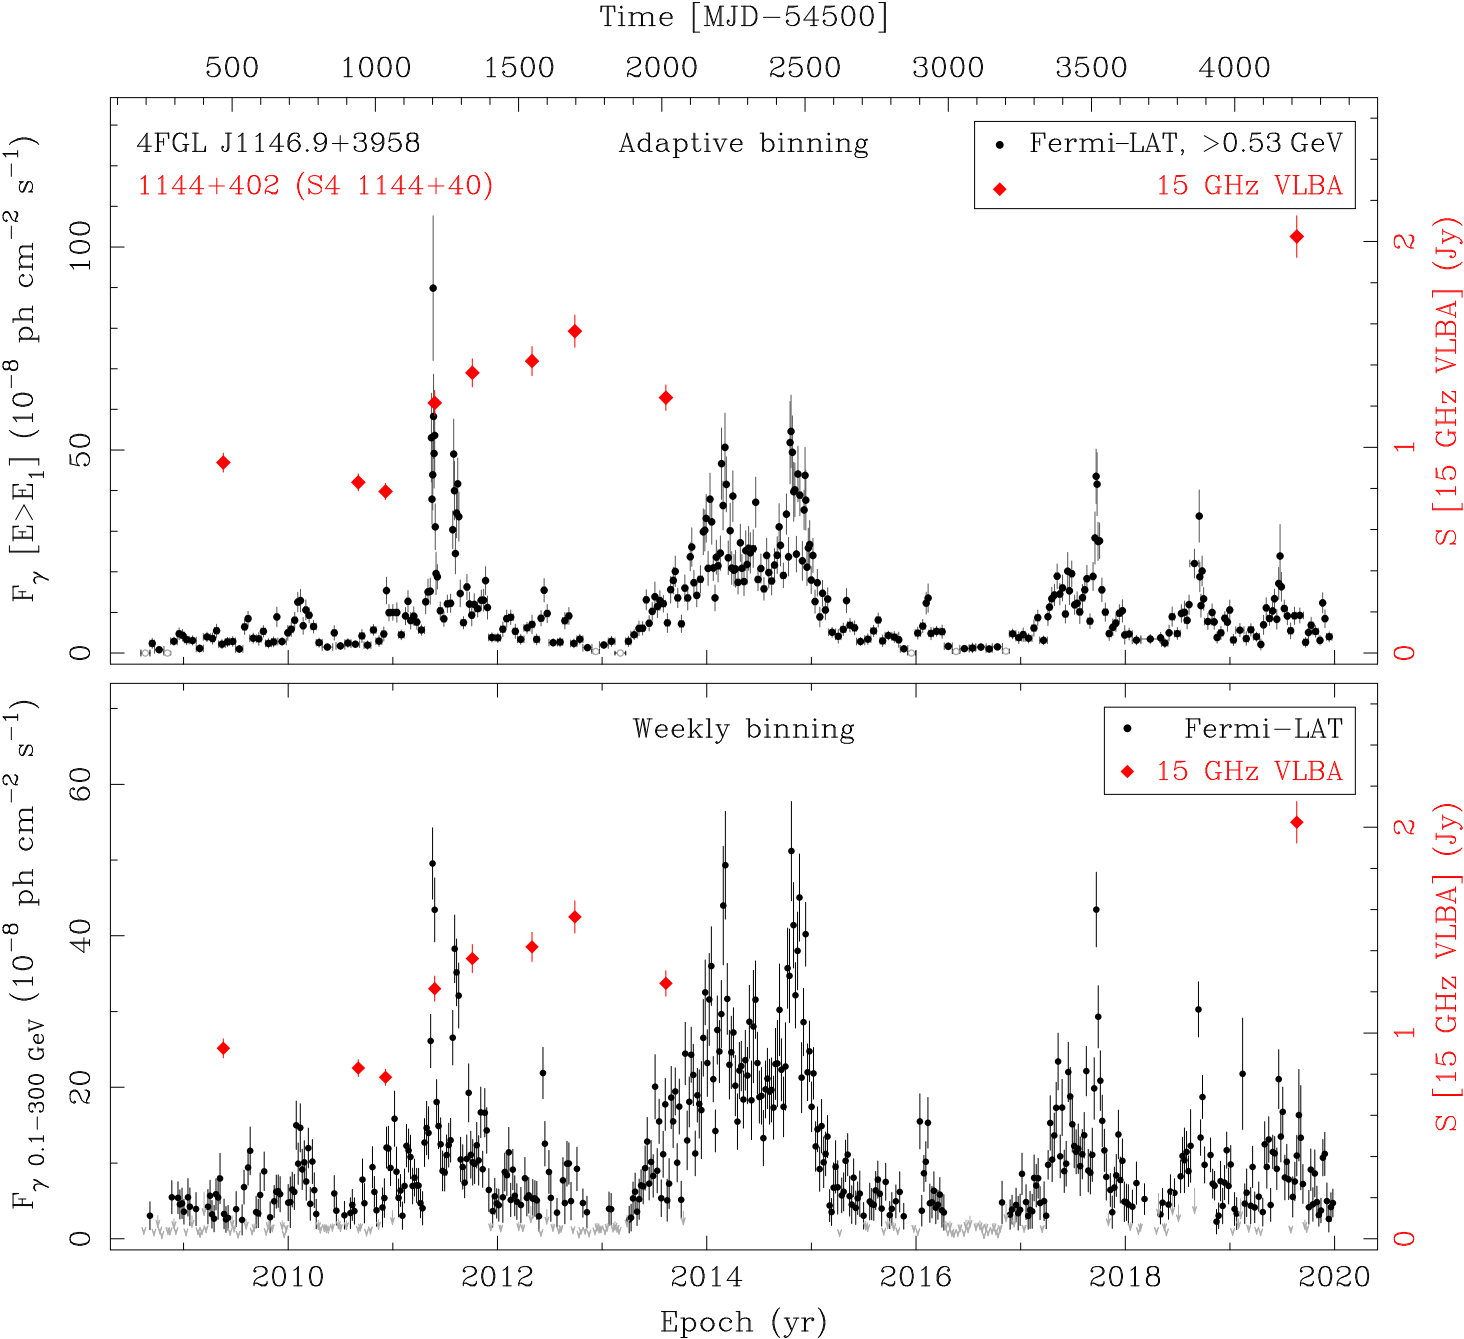 Time [MJD−54500]
500 1000 1500 2000 2500 3000 3500 4000
4FGL J1146.9+3958
1144+402 (S4 1144+40)
Adaptive binning
Fermi−LAT, >0.53 GeV
15 GHz VLBA
F_γ [E>E_1] (10^−8 ph cm^−2 s^−1)
100
50
0
S [15 GHz VLBA] (Jy)
2
1
0
Weekly binning
Fermi−LAT
15 GHz VLBA
F_γ 0.1−300 GeV (10^−8 ph cm^−2 s^−1)
60
40
20
0
S [15 GHz VLBA] (Jy)
2
1
0
2010 2012 2014 2016 2018 2020
Epoch (yr)